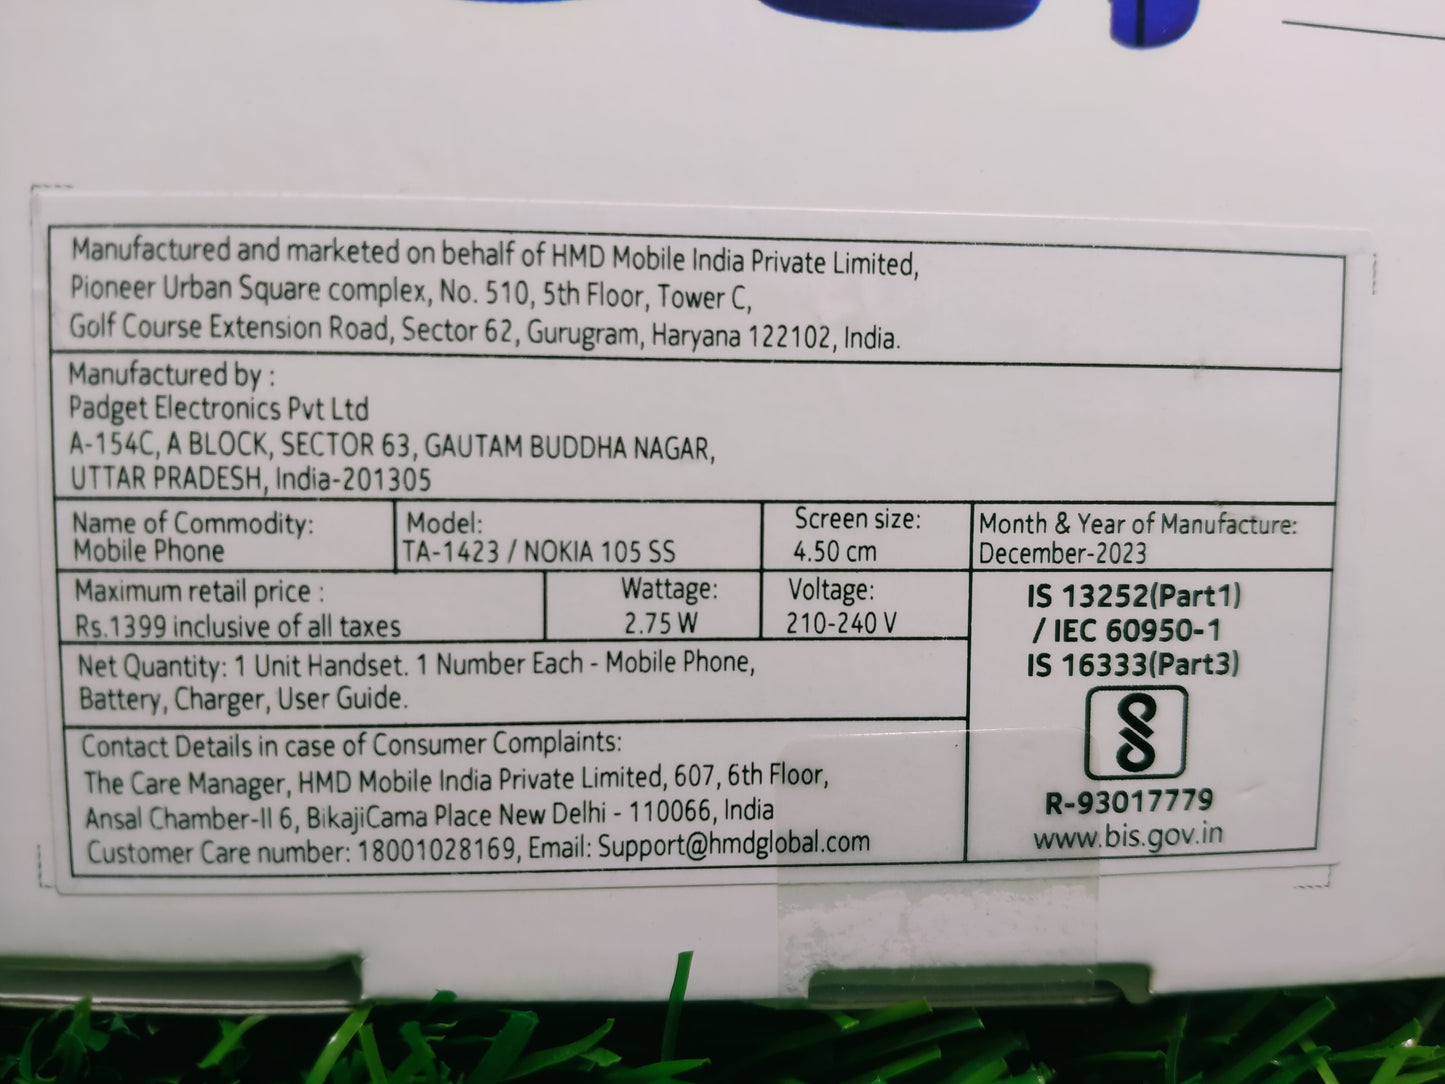 Manufactured and marketed on behalf of HMD Mobile India Private Limited,
Pioneer Urban Square complex, No. 510, 5th Floor, Tower C,
Golf Course Extension Road, Sector 62, Gurugram, Haryana 122102, India.
Manufactured by :
Padget Electronics Pvt Ltd
A-154C, A BLOCK, SECTOR 63, GAUTAM BUDDHA NAGAR,
UTTAR PRADESH, India-201305
Name of Commodity:
Mobile Phone
Model:
TA-1423 / NOKIA 105 SS
Screen size:
4.50 cm
Month & Year of Manufacture:
December-2023
Maximum retail price :
Rs.1399 inclusive of all taxes
Wattage:
2.75 W
Voltage:
210-240 V
IS 13252(Part1)
/ IEC 60950-1
IS 16333(Part3)
R-93017779
www.bis.gov.in
Net Quantity: 1 Unit Handset. 1 Number Each - Mobile Phone,
Battery, Charger, User Guide.
Contact Details in case of Consumer Complaints:
The Care Manager, HMD Mobile India Private Limited, 607, 6th Floor,
Ansal Chamber-II 6, BikajiCama Place New Delhi - 110066, India
Customer Care number: 18001028169, Email: Support@hmdglobal.com